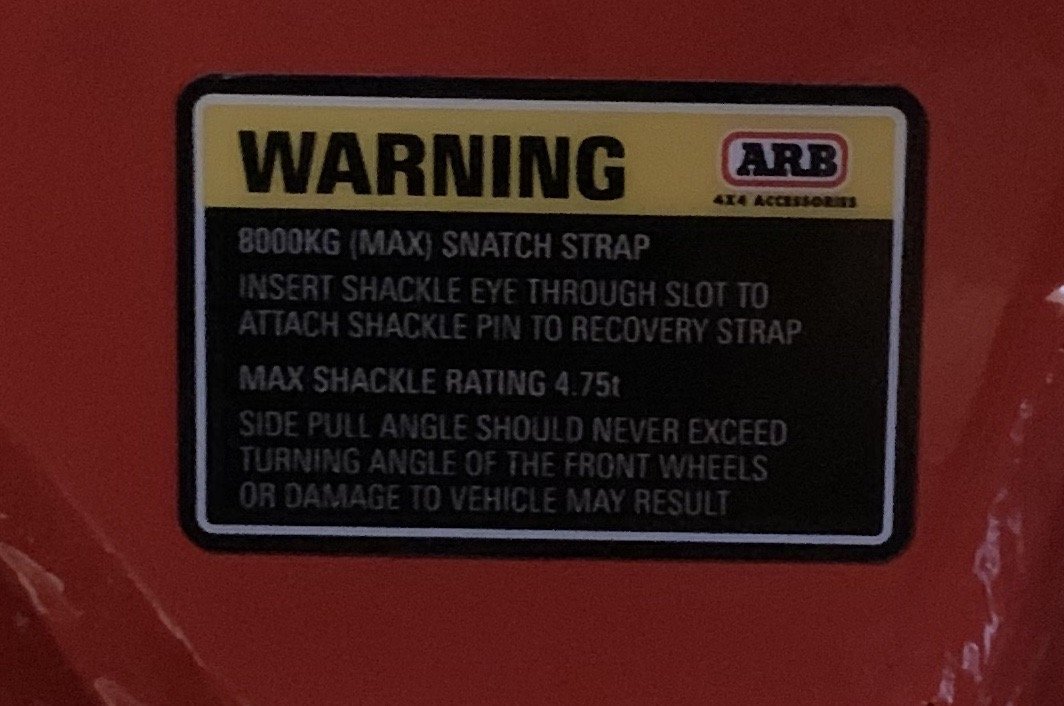 WARNING
ARB
4X4 ACCESSORIES
8000KG (MAX) SNATCH STRAP
INSERT SHACKLE EYE THROUGH SLOT TO
ATTACH SHACKLE PIN TO RECOVERY STRAP
MAX SHACKLE RATING 4.75t
SIDE PULL ANGLE SHOULD NEVER EXCEED
TURNING ANGLE OF THE FRONT WHEELS
OR DAMAGE TO VEHICLE MAY RESULT